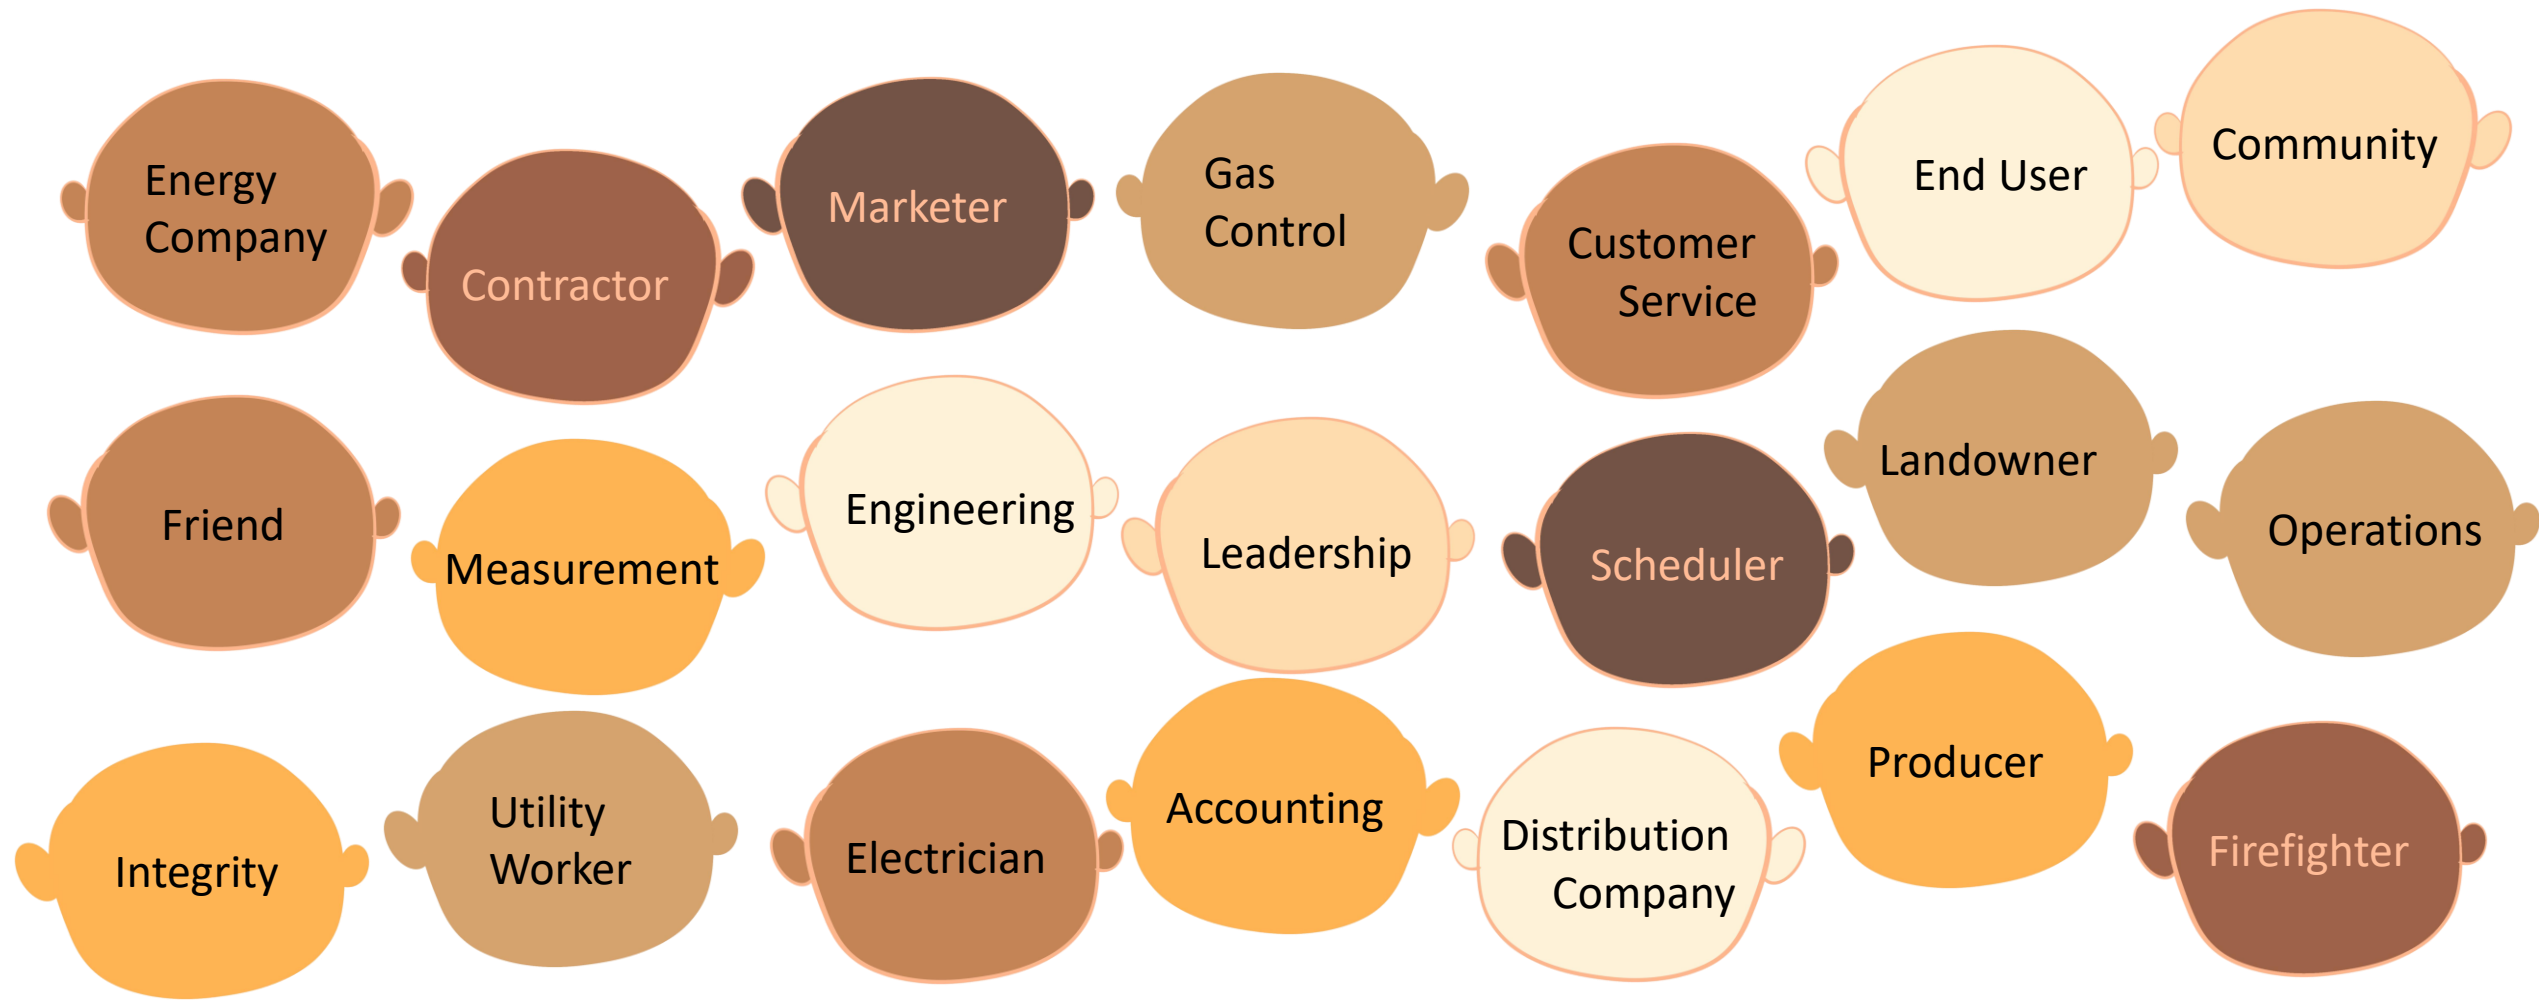 Energy
Company
Contractor
Marketer
Gas
Control
Customer
Service
End User
Community
Friend
Measurement
Engineering
Leadership
Scheduler
Landowner
Operations
Integrity
Utility
Worker
Electrician
Accounting
Distribution
Company
Producer
Firefighter